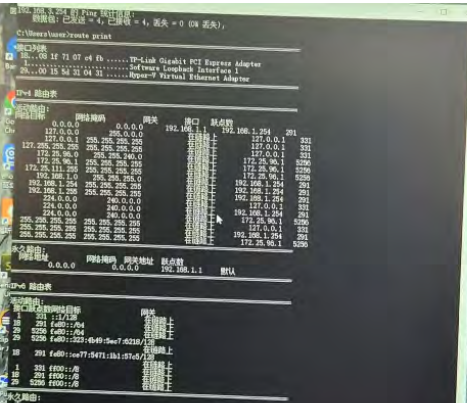 192.168.3.254 的 Ping 统计信息:
数据包: 已发送 = 4, 已接收 = 4, 丢失 = 0 (0% 丢失),
C:\Users\user>route print
接口列表
18...08 1f 71 07 c4 fb ......TP-Link Gigabit PCI Express Adapter
1...........................Software Loopback Interface 1
29...00 15 5d 31 04 31 ......Hyper-V Virtual Ethernet Adapter
IPv4 路由表
活动路由:
网络目标 网络掩码 网关 接口 跃点数
0.0.0.0 0.0.0.0 192.168.1.1 192.168.1.254 291
127.0.0.0 255.0.0.0 在链路上 127.0.0.1 331
127.0.0.1 255.255.255.255 在链路上 127.0.0.1 331
127.255.255.255 255.255.255.255 在链路上 127.0.0.1 331
172.25.96.0 255.255.240.0 在链路上 172.25.96.1 5256
172.25.96.1 255.255.255.255 在链路上 172.25.96.1 5256
172.25.111.255 255.255.255.255 在链路上 172.25.96.1 5256
192.168.1.0 255.255.255.0 在链路上 192.168.1.254 291
192.168.1.254 255.255.255.255 在链路上 192.168.1.254 291
192.168.1.255 255.255.255.255 在链路上 192.168.1.254 291
224.0.0.0 240.0.0.0 在链路上 127.0.0.1 331
224.0.0.0 240.0.0.0 在链路上 192.168.1.254 291
224.0.0.0 240.0.0.0 在链路上 172.25.96.1 5256
255.255.255.255 255.255.255.255 在链路上 127.0.0.1 331
255.255.255.255 255.255.255.255 在链路上 192.168.1.254 291
255.255.255.255 255.255.255.255 在链路上 172.25.96.1 5256
永久路由:
网络地址 网络掩码 网关地址 跃点数
0.0.0.0 0.0.0.0 192.168.1.1 默认
IPv6 路由表
活动路由:
接口跃点数网络目标 网关
1 331 ::1/128 在链路上
18 291 fe80::/64 在链路上
29 5256 fe80::/64 在链路上
29 5256 fe80::323:4b49:5ec7:6218/128
在链路上
18 291 fe80::ce77:5471:1b1:57e5/128
在链路上
1 331 ff00::/8 在链路上
18 291 ff00::/8 在链路上
29 5256 ff00::/8 在链路上
永久路由: